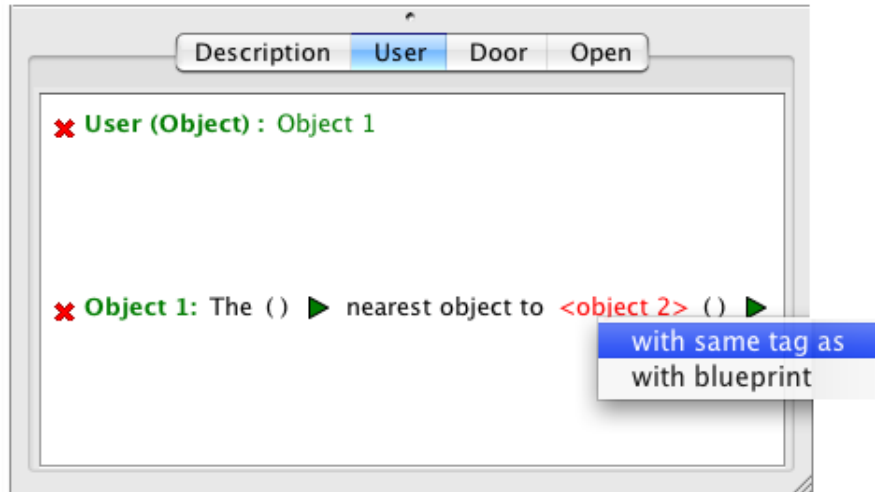 Description User Door Open
User (Object) : Object 1
Object 1: The () nearest object to <object 2> ()
with same tag as
with blueprint